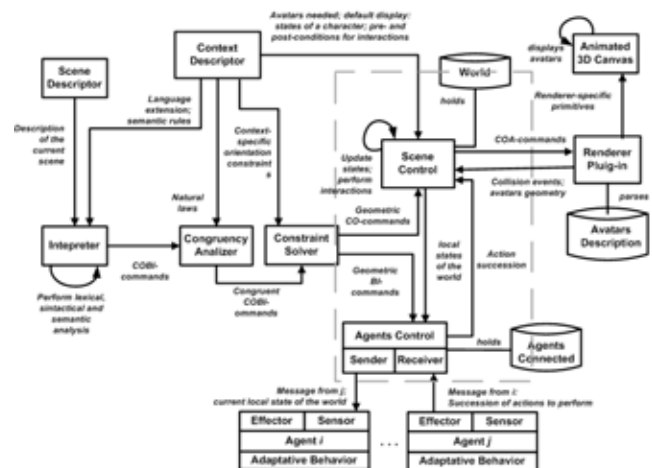 Avatars needed; default display:
states of a character; pre- and
post-conditions for interactions
displays
avatars
Animated
3D Canvas
Context
Descriptor
Scene
Descriptor
World
holds
Renderer-specific
primitives
Language
extension;
semantic rules
Description
of the
current
scene
Context-
specific
orientation
constraint
s
Update
states;
perform
interactions
Scene
Control
COA-commands
Renderer
Pluig-in
Collision events;
avatars geometry
parses
Natural
laws
Geometric
CO-commands
Avatars
Description
Intepreter
Congruency
Analizer
Constraint
Solver
local
states of
the world
Action
succession
COBI-
commands
Geometric
BI-
commands
Congruent
COBI-
ommands
Perform lexical,
sintactical and
semantic
analysis
Agents Control
Sender
Receiver
holds
Agents
Connected
Message from j;
current local state of the world
Message from i:
Succession of actions to perform
Effector
Sensor
Agent i
Adaptative Behavior
. . .
Effector
Sensor
Agent j
Adaptative Behavior